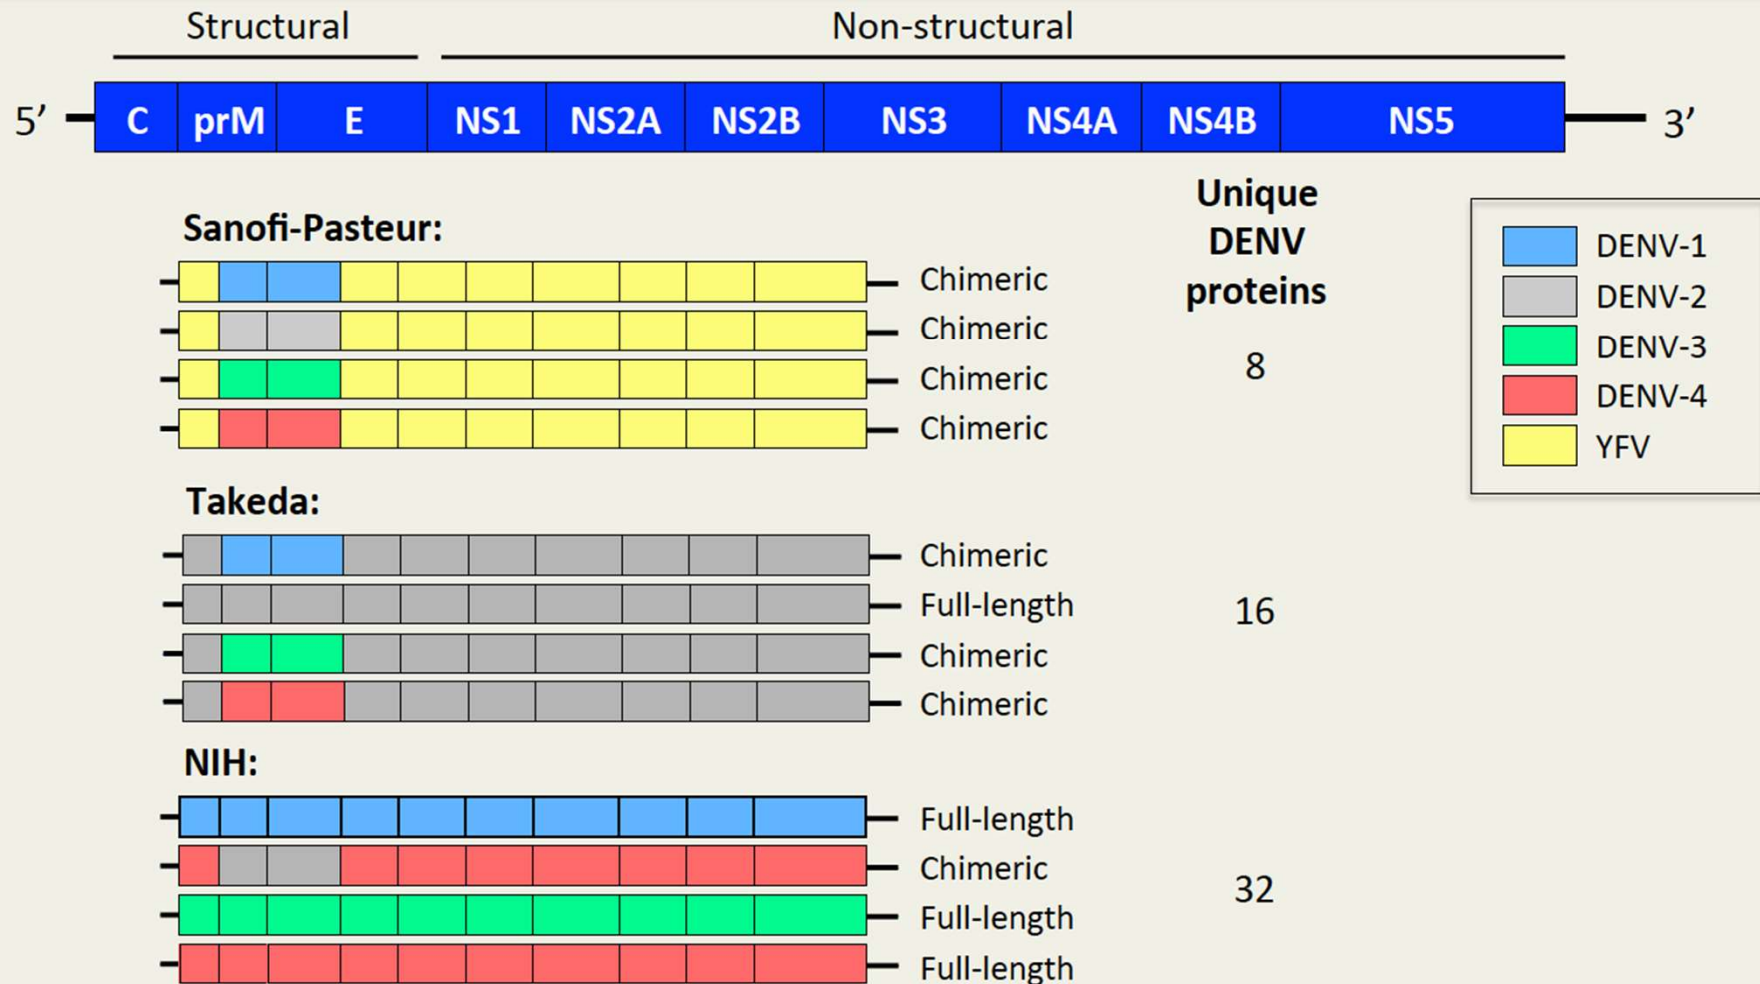 Structural
Non-structural
5’
C
prM
E
NS1
NS2A
NS2B
NS3
NS4A
NS4B
NS5
3’
Unique
DENV
proteins
Sanofi-Pasteur:
Chimeric
Chimeric
Chimeric
Chimeric
8
DENV-1
DENV-2
DENV-3
DENV-4
YFV
Takeda:
Chimeric
Full-length
Chimeric
Chimeric
16
NIH:
Full-length
Chimeric
Full-length
Full-length
32